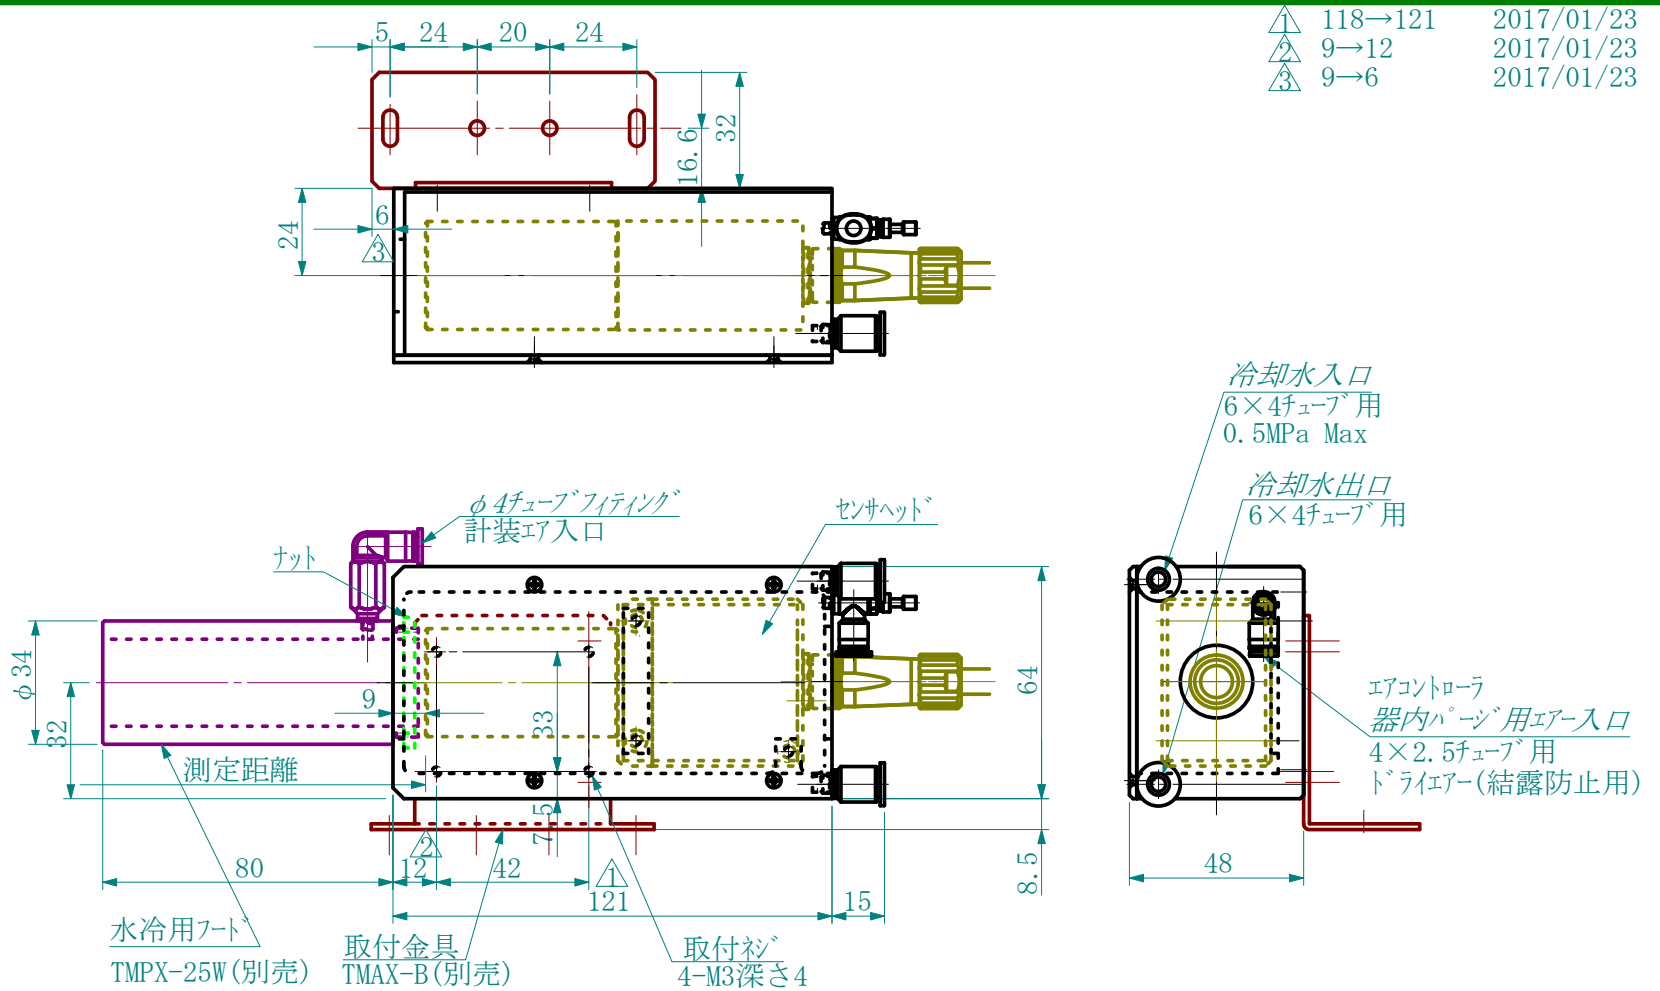 1 118→121 2017/01/23
2 9→12 2017/01/23
3 9→6 2017/01/23
5 24 20 24
32
16.6
24
6
3
冷却水入口
6×4ﾁｭｰﾌﾞ用
0.5MPa Max
冷却水出口
6×4ﾁｭｰﾌﾞ用
φ4ﾁｭｰﾌﾞﾌｨﾃｨﾝｸﾞ
計装ｴｱ入口
ｾﾝｻﾍｯﾄﾞ
ﾅｯﾄ
φ34
32
9
33
64
測定距離
7.5
8.5
2
80
12
42
1
121
15
48
ｴｱｺﾝﾄﾛｰﾗ
器内ﾊﾟｰｼﾞ用ｴｱｰ入口
4×2.5ﾁｭｰﾌﾞ用
ﾄﾞﾗｲｴｱｰ(結露防止用)
水冷用ﾌｰﾄﾞ
TMPX-25W(別売)
取付金具
TMAX-B(別売)
取付ﾈｼﾞ
4-M3深さ4